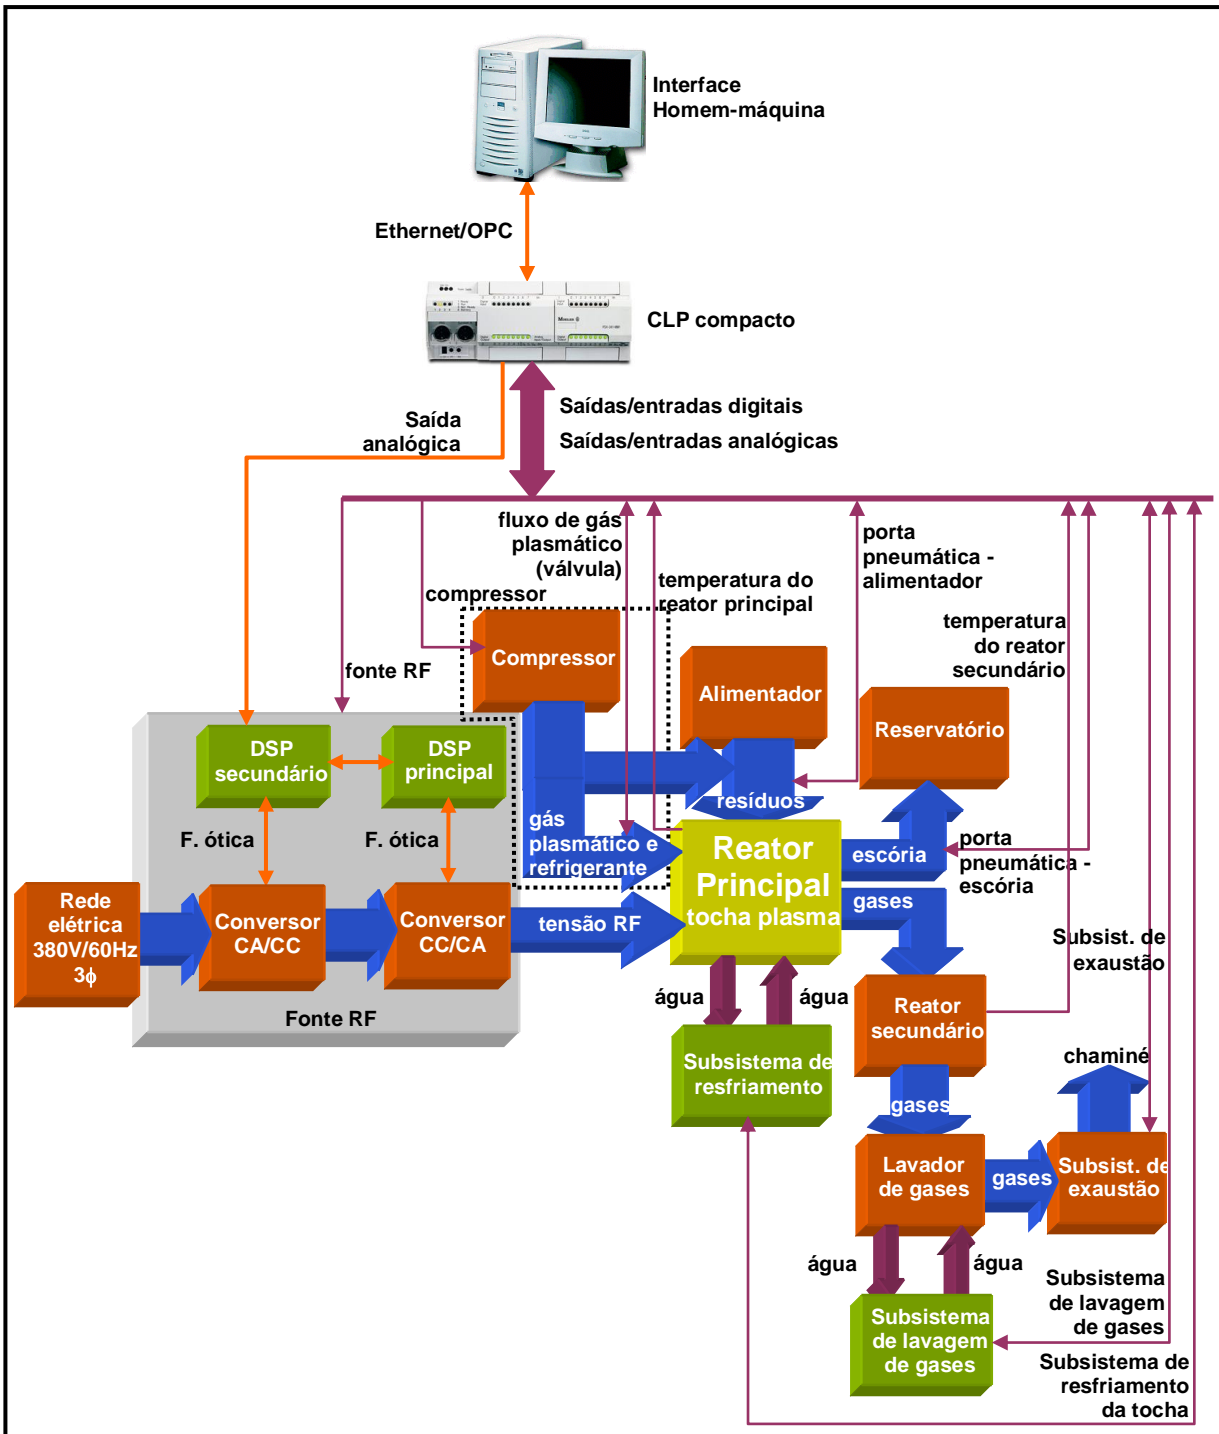 Interface
Homem-máquina
Ethernet/OPC
CLP compacto
Saída
analógica
Saídas/entradas digitais
Saídas/entradas analógicas
fluxo de gás
plasmático
(válvula)
porta
pneumática -
alimentador
temperatura do
reator principal
compressor
temperatura
do reator
secundário
fonte RF
Compressor
Alimentador
Reservatório
DSP
secundário
DSP
principal
resíduos
F. ótica
F. ótica
gás
plasmático e
refrigerante
Reator
Principal
tocha plasma
escória
porta
pneumática -
escória
gases
Rede
elétrica
380V/60Hz
3ϕ
Conversor
CA/CC
Conversor
CC/CA
tensão RF
Subsist. de
exaustão
água
água
Reator
secundário
Fonte RF
Subsistema de
resfriamento
chaminé
gases
Lavador
de gases
gases
Subsist. de
exaustão
água
água
Subsistema
de lavagem
de gases
Subsistema
de lavagem
de gases
Subsistema de
resfriamento
da tocha